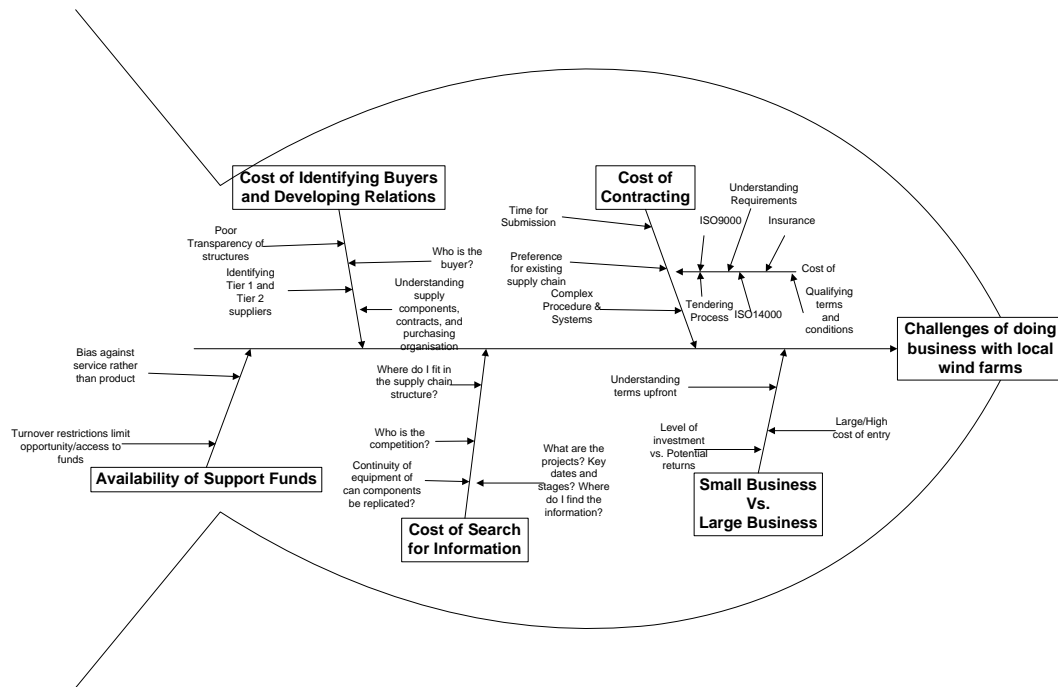 Cost of Identifying Buyers
and Developing Relations
Poor
Transparency of
structures
Who is the
buyer?
Identifying
Tier 1 and
Tier 2
suppliers
Understanding
supply
components,
contracts, and
purchasing
organisation
Cost of
Contracting
Time for
Submission
Preference
for existing
supply chain
Complex
Procedure &
Systems
Understanding
Requirements
ISO9000
Insurance
Cost of
Tendering
Process
ISO14000
Qualifying
terms
and
conditions
Challenges of doing
business with local
wind farms
Bias against
service rather
than product
Turnover restrictions limit
opportunity/access to
funds
Availability of Support Funds
Where do I fit in
the supply chain
structure?
Who is the
competition?
Continuity of
equipment of
can components
be replicated?
What are the
projects? Key
dates and
stages? Where
do I find the
information?
Cost of Search
for Information
Understanding
terms upfront
Level of
investment
vs. Potential
returns
Large/High
cost of entry
Small Business
Vs.
Large Business